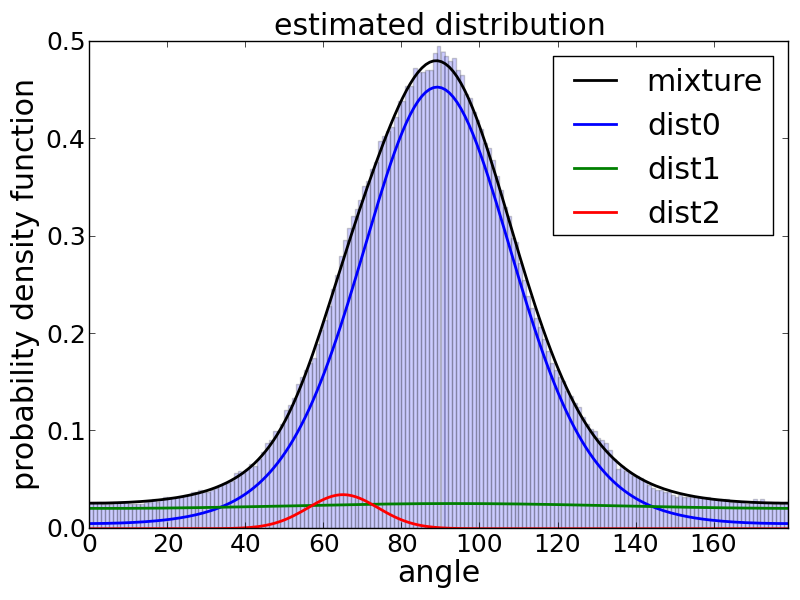 estimated distribution
probability density function
0.5
0.4
0.3
0.2
0.1
0.0
mixture
dist0
dist1
dist2
0 20 40 60 80 100 120 140 160
angle